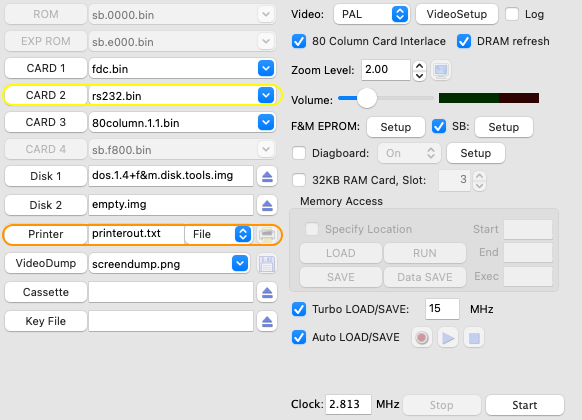 ROM sb.0000.bin
EXP ROM sb.e000.bin
CARD 1 fdc.bin
CARD 2 rs232.bin
CARD 3 80column.1.1.bin
CARD 4 sb.f800.bin
Disk 1 dos.1.4+f&m.disk.tools.img
Disk 2 empty.img
Printer printerout.txt File
VideoDump screendump.png
Cassette
Key File
Video: PAL VideoSetup Log
80 Column Card Interlace DRAM refresh
Zoom Level: 2.00
Volume:
F&M EPROM: Setup SB: Setup
Diagboard: On Setup
32KB RAM Card, Slot: 3
Memory Access
Specify Location Start
LOAD RUN End
SAVE Data SAVE Exec
Turbo LOAD/SAVE: 15 MHz
Auto LOAD/SAVE
Clock: 2.813 MHz Stop Start